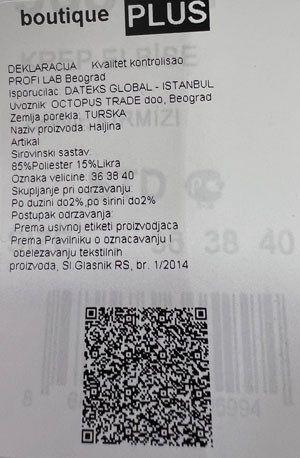 boutique PLUS
DEKLARACIJA Kvalitet kontrolisao
PROFI LAB Beograd
Isporucilac: DATEKS GLOBAL - ISTANBUL
Uvoznik: OCTOPUS TRADE doo, Beograd
Zemlja porekla: TURSKA
Naziv proizvoda: Haljina
Artikal
Sirovinski sastav:
85%Poliester 15%Likra
Oznaka velicine: 36 38 40
Skupljanje pri odrzavanju:
Po duzini do2%,po sirini do2%
Postupak odrzavanja:
Prema usivnoj etiketi proizvodjaca
Prema Pravilniku o oznacavanju i
obelezavanju tekstilnih
proizvoda, Sl.Glasnik RS, br. 1/2014
38 40